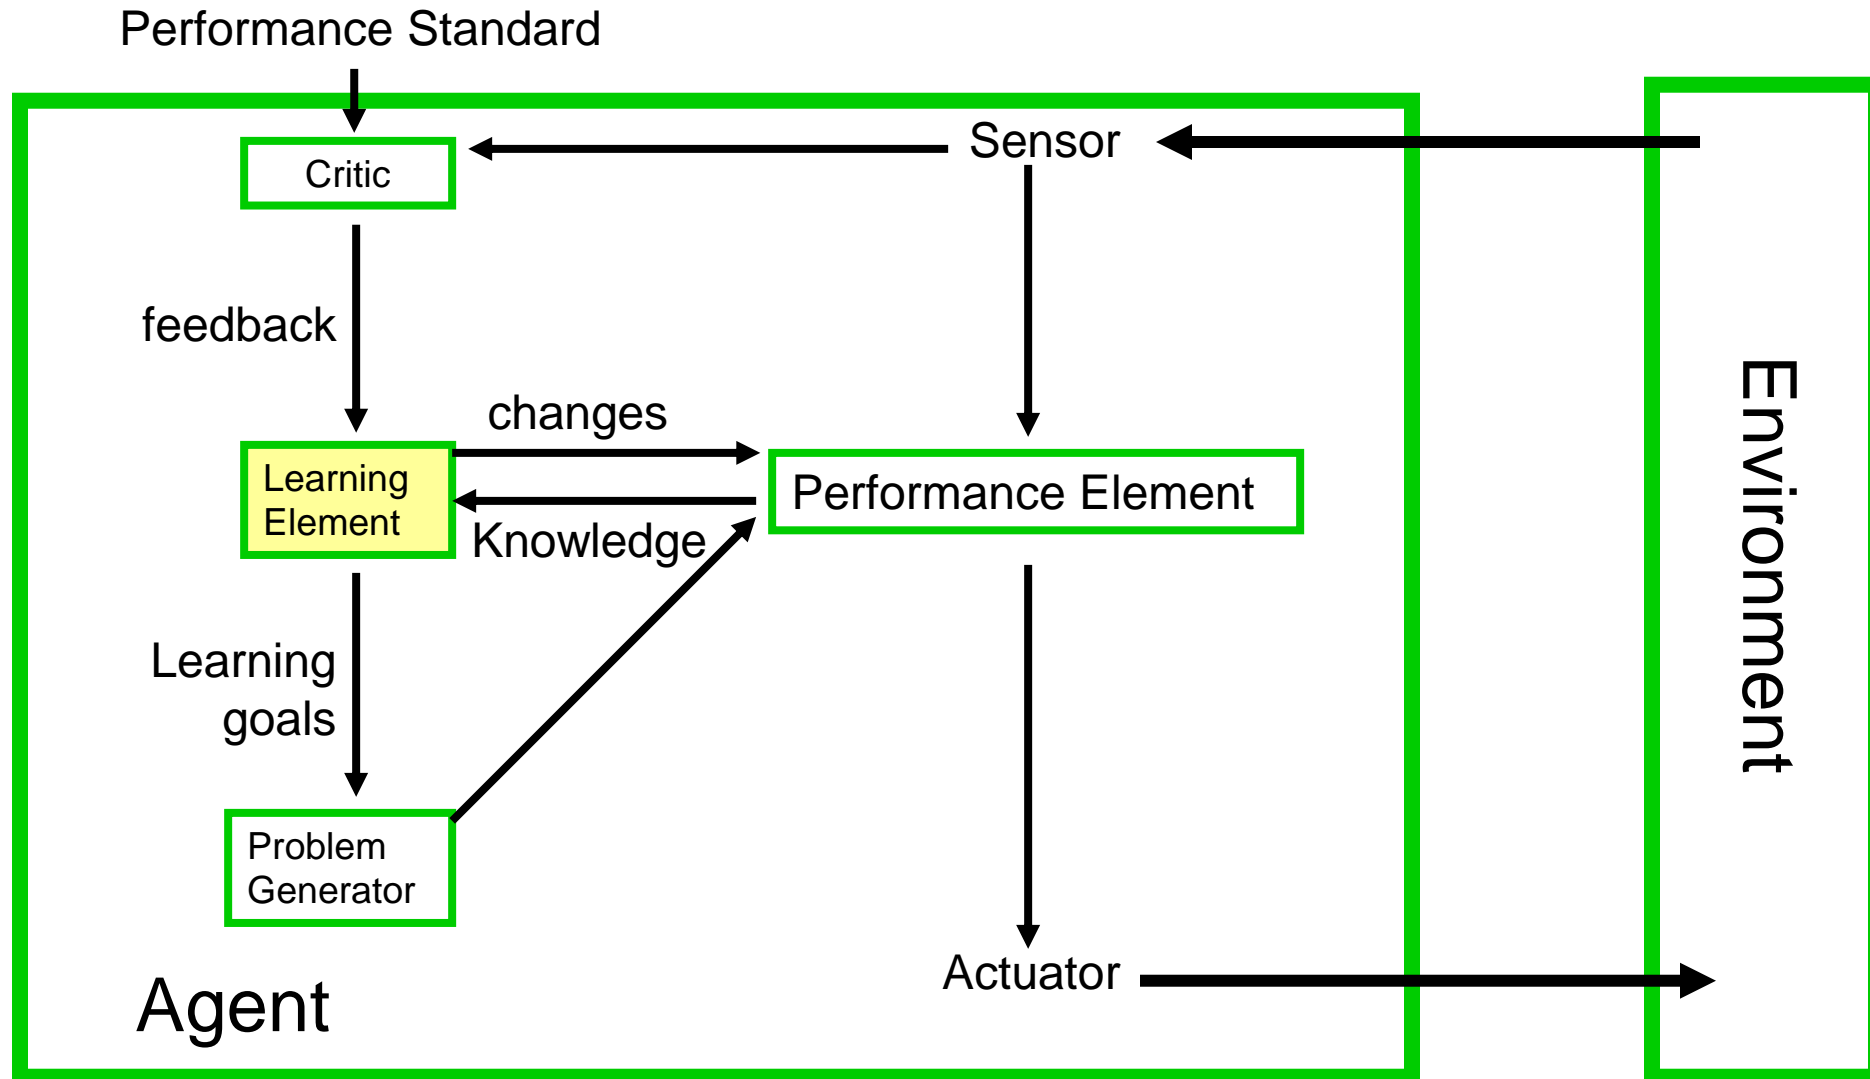 Performance Standard
Sensor
Critic
feedback
changes
Learning
Element
Performance Element
Knowledge
Learning
goals
Problem
Generator
Actuator
Agent
Environment